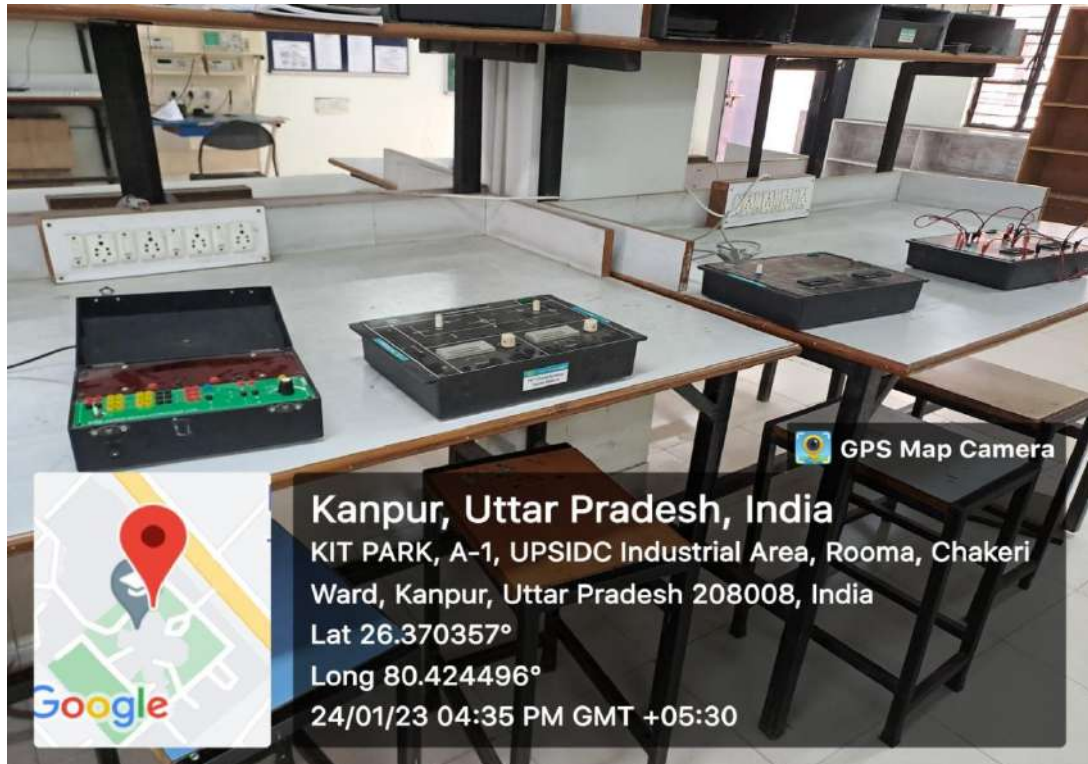 GPS Map Camera
Kanpur, Uttar Pradesh, India
KIT PARK, A-1, UPSIDC Industrial Area, Rooma, Chakeri
Ward, Kanpur, Uttar Pradesh 208008, India
Lat 26.370357°
Long 80.424496°
24/01/23 04:35 PM GMT +05:30
Google